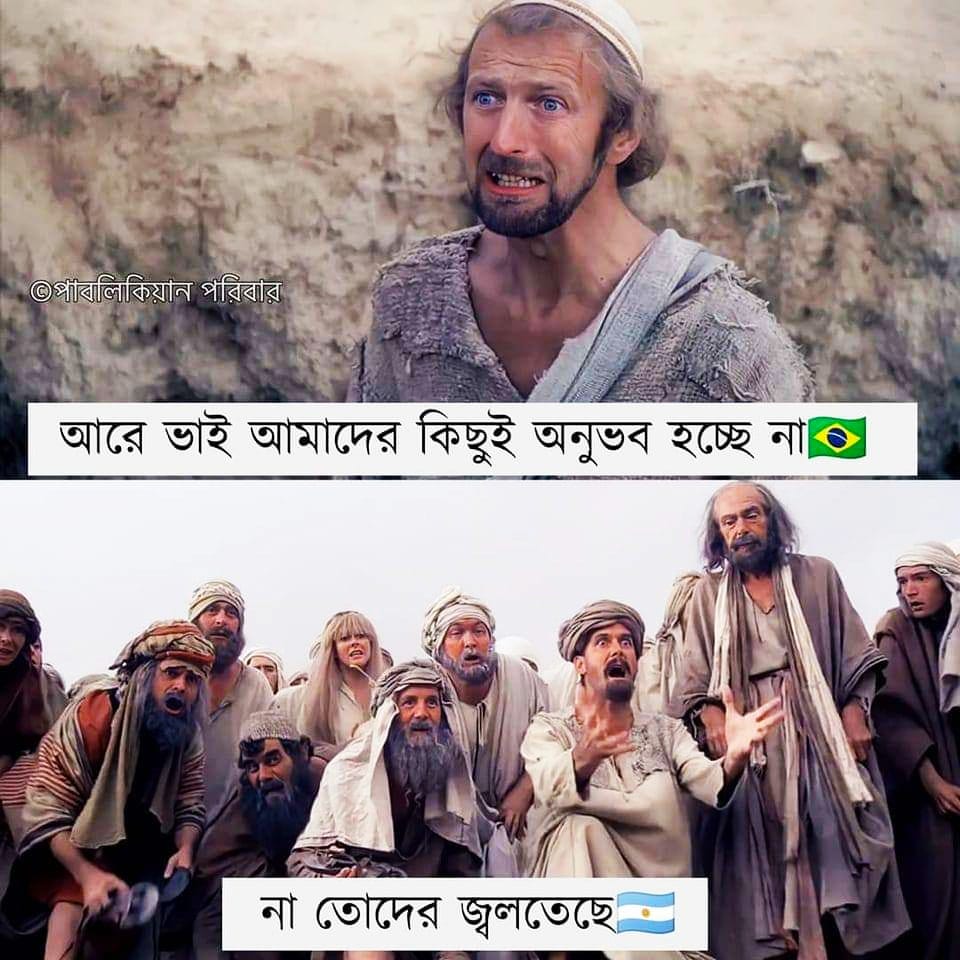 ©পাবলিকিয়ান পরিবার
আরে ভাই আমাদের কিছুই অনুভব হচ্ছে না🇧🇷
না তোদের জ্বলতেছে🇦🇷